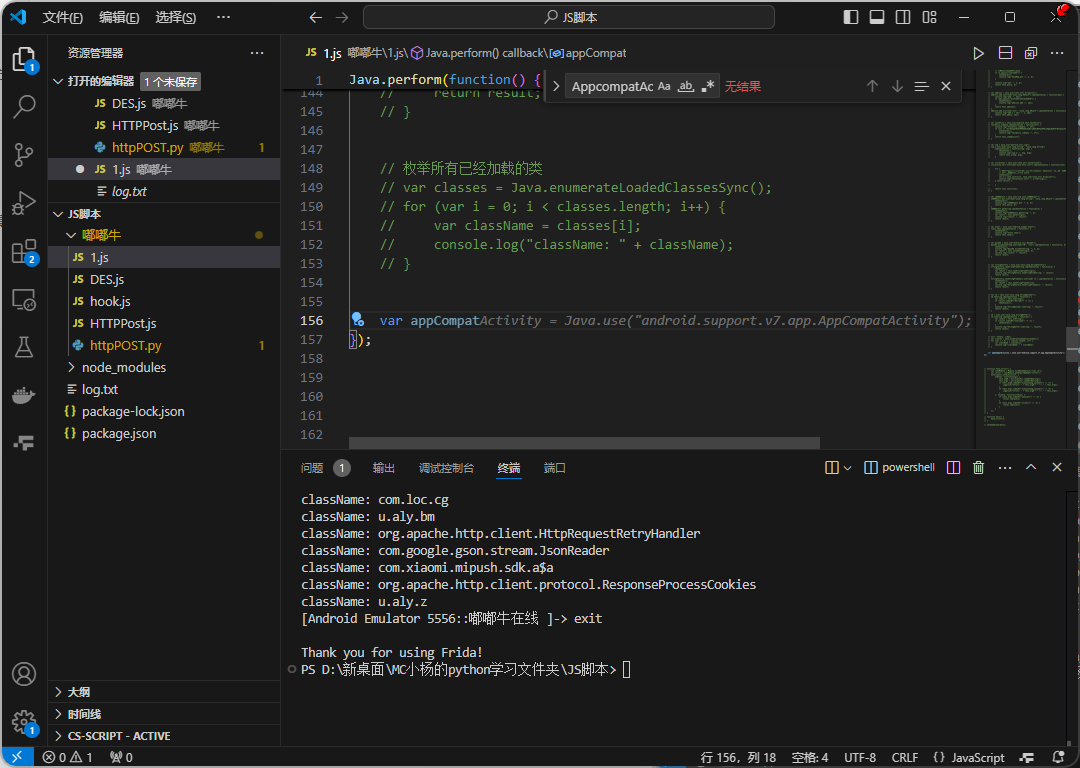 文件(F) 编辑(E) 选择(S) ··· JS脚本
资源管理器 ···
打开的编辑器 1 个未保存
JS DES.js 嘟嘟牛
JS HTTPPost.js 嘟嘟牛
httpPOST.py 嘟嘟牛 1
JS 1.js 嘟嘟牛
log.txt
JS脚本
嘟嘟牛
JS 1.js
JS DES.js
JS hook.js
JS HTTPPost.js
httpPOST.py 1
node_modules
log.txt
{} package-lock.json
{} package.json
大纲
时间线
CS-SCRIPT - ACTIVE
1
2
1
JS 1.js 嘟嘟牛\1.js\Java.perform() callback\appCompat
AppcompatAc Aa ab .* 无结果
1 Java.perform(function() {
144 // return result;
145 // }
146
147
148 // 枚举所有已经加载的类
149 // var classes = Java.enumerateLoadedClassesSync();
150 // for (var i = 0; i < classes.length; i++) {
151 // var className = classes[i];
152 // console.log("className: " + className);
153 // }
154
155
156 var appCompatActivity = Java.use("android.support.v7.app.AppCompatActivity");
157 });
158
159
160
161
162
问题 1 输出 调试控制台 终端 端口 powershell
className: com.loc.cg
className: u.aly.bm
className: org.apache.http.client.HttpRequestRetryHandler
className: com.google.gson.stream.JsonReader
className: com.xiaomi.mipush.sdk.a$a
className: org.apache.http.client.protocol.ResponseProcessCookies
className: u.aly.z
[Android Emulator 5556::嘟嘟牛在线 ]-> exit
Thank you for using Frida!
PS D:\新桌面\MC小杨的python学习文件夹\JS脚本>
0 1 0 行 156，列 18 空格: 4 UTF-8 CRLF {} JavaScript